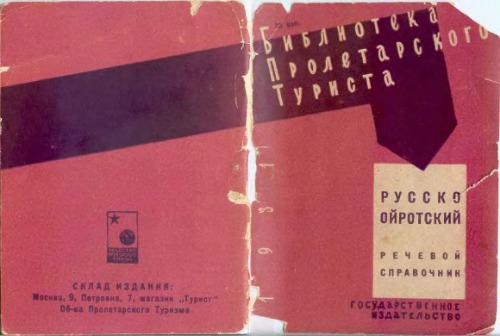 Библиотека
Пролетарского
Туриста
РУССКО
ОЙРОТСКИЙ
РЕЧЕВОЙ
СПРАВОЧНИК
ГОСУДАРСТВЕННОЕ
ИЗДАТЕЛЬСТВО
1931
СКЛАД ИЗДАНИЯ:
Москва, 9, Петровка, 7, магазин „Турист"
Об-ва Пролетарского Туризма